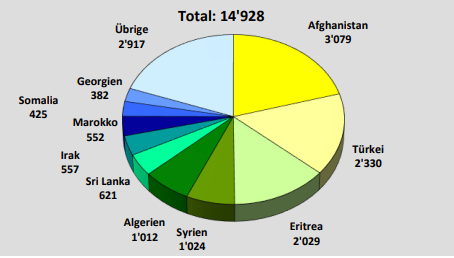 Total: 14'928
Afghanistan
3'079
Türkei
2'330
Eritrea
2'029
Syrien
1'024
Algerien
1'012
Sri Lanka
621
Irak
557
Marokko
552
Somalia
425
Georgien
382
Übrige
2'917